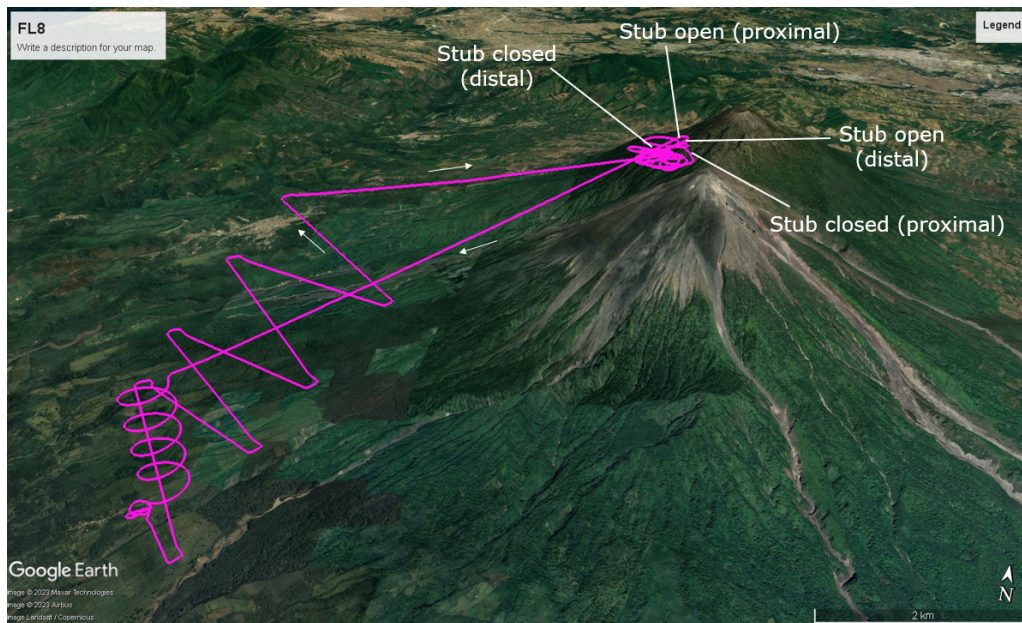 FL8
Write a description for your map.
Legend
Stub open (proximal)
Stub closed
(distal)
Stub open
(distal)
Stub closed (proximal)
Google Earth
Image © 2023 Maxar Technologies
Image © 2023 Airbus
Image Landsat / Copernicus
N
2 km